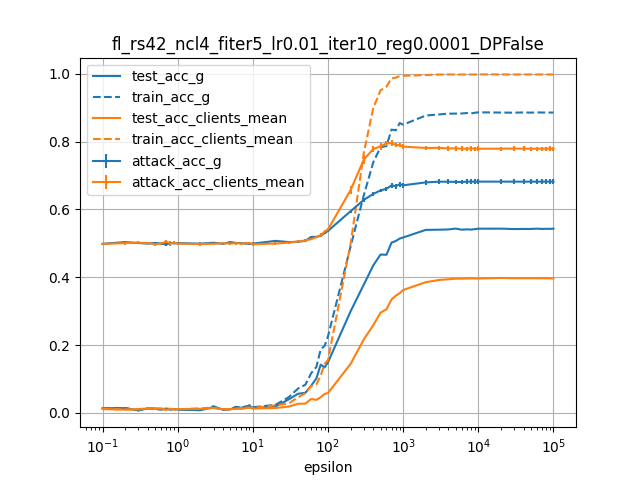 fl_rs42_ncl4_fiter5_lr0.01_iter10_reg0.0001_DPFalse
test_acc_g
train_acc_g
test_acc_clients_mean
train_acc_clients_mean
attack_acc_g
attack_acc_clients_mean
1.0
0.8
0.6
0.4
0.2
0.0
10⁻¹ 10⁰ 10¹ 10² 10³ 10⁴ 10⁵
epsilon